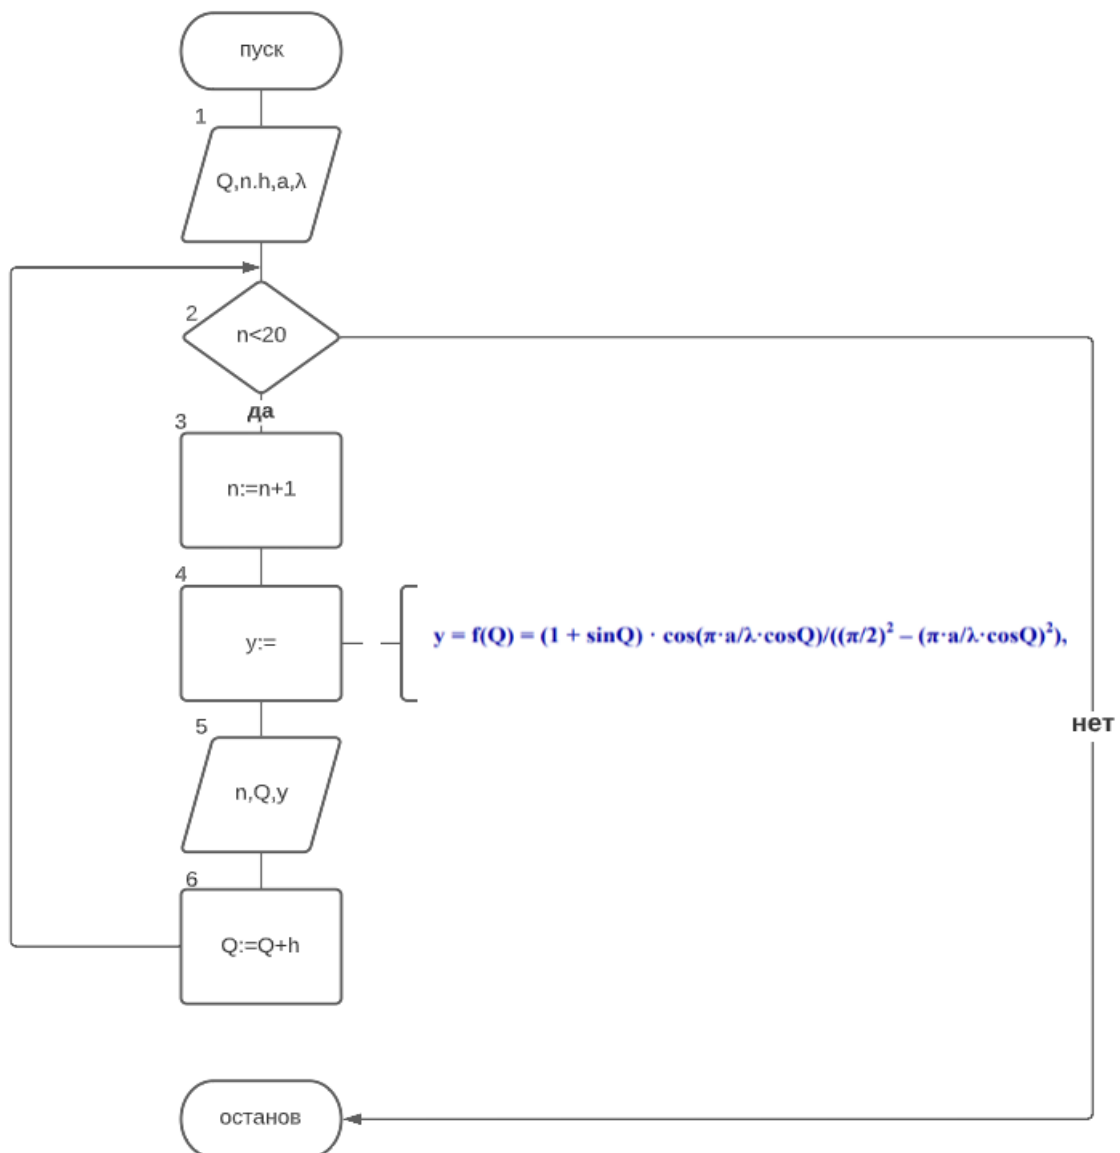 пуск
1
Q,n.h,a,λ
2
n<20
да
3
n:=n+1
4
y:=
y = f(Q) = (1 + sinQ) · cos(π·a/λ·cosQ)/((π/2)² – (π·a/λ·cosQ)²),
нет
5
n,Q,y
6
Q:=Q+h
останов